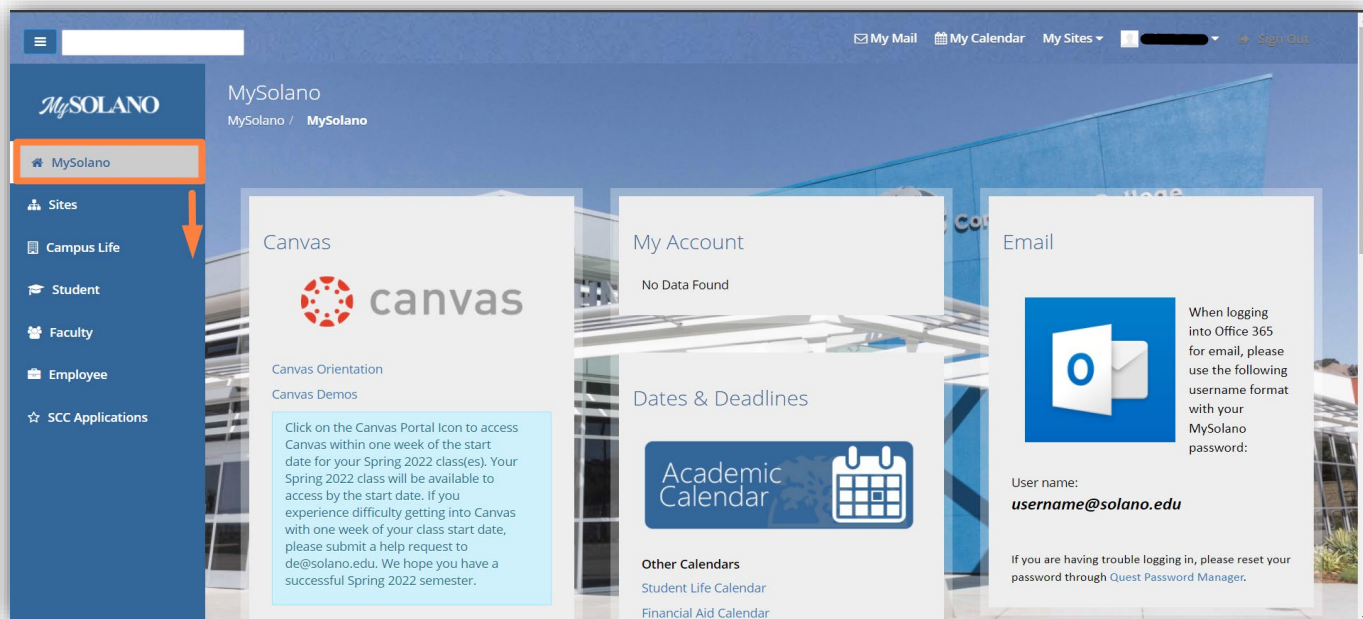 My Mail My Calendar My Sites Sign Out
MySOLANO
MySolano
Sites
Campus Life
Student
Faculty
Employee
SCC Applications
MySolano
MySolano / MySolano
Canvas
canvas
Canvas Orientation
Canvas Demos
Click on the Canvas Portal Icon to access
Canvas within one week of the start
date for your Spring 2022 class(es). Your
Spring 2022 class will be available to
access by the start date. If you
experience difficulty getting into Canvas
with one week of your class start date,
please submit a help request to
de@solano.edu. We hope you have a
successful Spring 2022 semester.
My Account
No Data Found
Dates & Deadlines
Academic
Calendar
Other Calendars
Student Life Calendar
Financial Aid Calendar
Email
O
When logging
into Office 365
for email, please
use the following
username format
with your
MySolano
password:
User name:
username@solano.edu
If you are having trouble logging in, please reset your
password through Quest Password Manager.